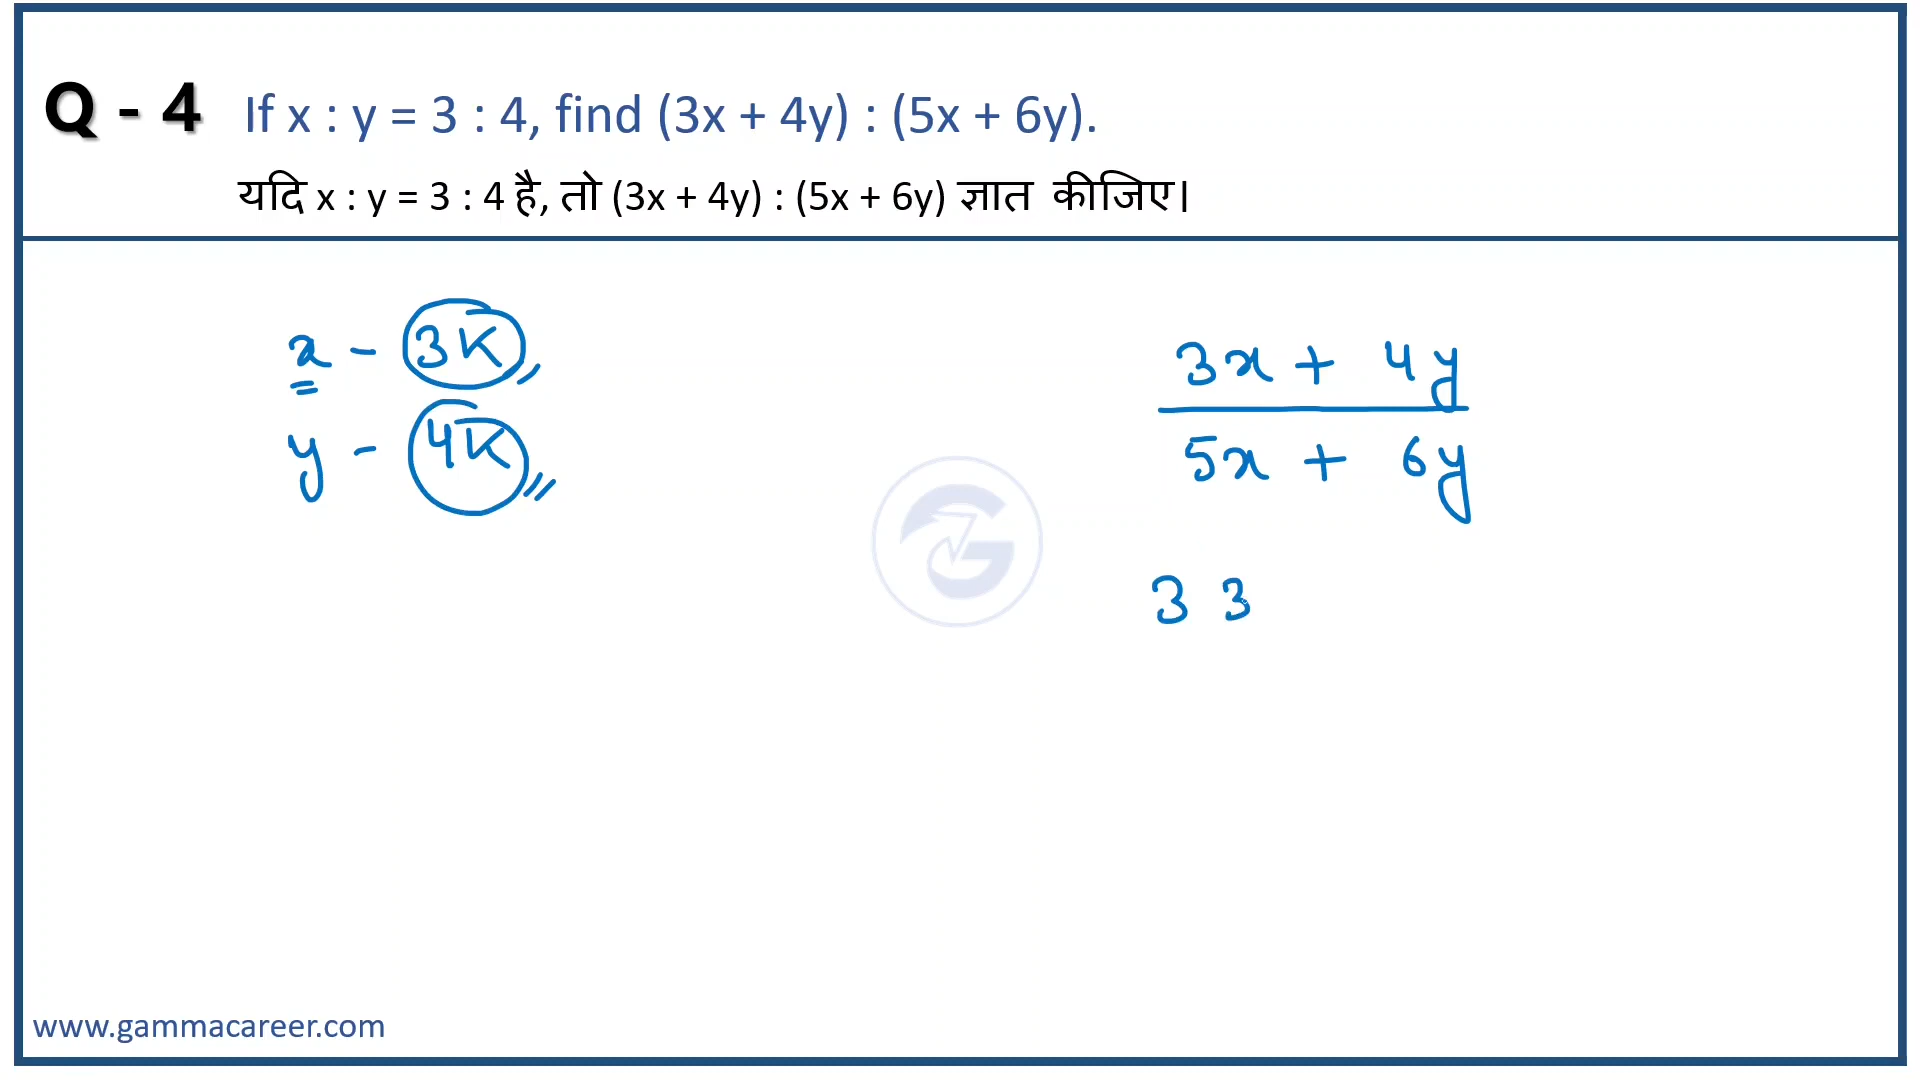 Q - 4 If x : y = 3 : 4, find (3x + 4y) : (5x + 6y).
यदि x : y = 3 : 4 है, तो (3x + 4y) : (5x + 6y) ज्ञात कीजिए।
x - 3K
y - 4K
3x + 4y
5x + 6y
3 3
www.gammacareer.com